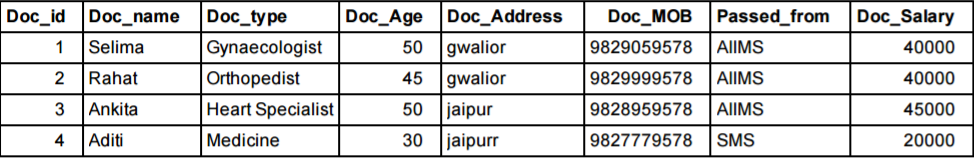 Doc_id Doc_name Doc_type Doc_Age Doc_Address Doc_MOB Passed_from Doc_Salary
1 Selima Gynaecologist 50 gwalior 9829059578 AIIMS 40000
2 Rahat Orthopedist 45 gwalior 9829999578 AIIMS 40000
3 Ankita Heart Specialist 50 jaipur 9828959578 AIIMS 45000
4 Aditi Medicine 30 jaipurr 9827779578 SMS 20000